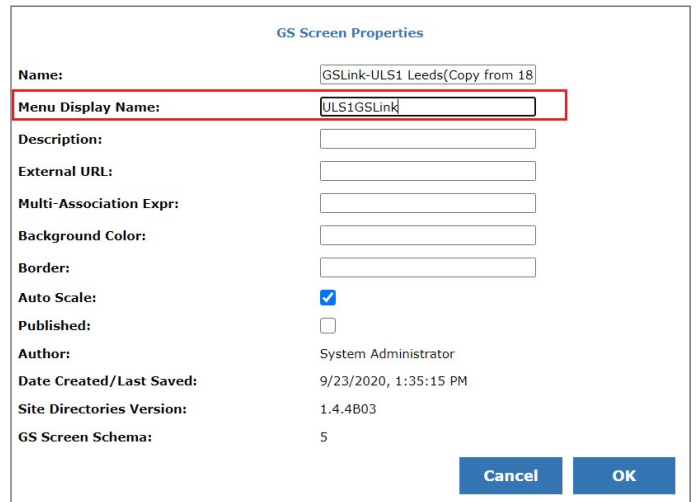 GS Screen Properties
Name: GSLink-ULS1 Leeds(Copy from 18
Menu Display Name: ULS1GSLink
Description:
External URL:
Multi-Association Expr:
Background Color:
Border:
Auto Scale:
Published:
Author: System Administrator
Date Created/Last Saved: 9/23/2020, 1:35:15 PM
Site Directories Version: 1.4.4B03
GS Screen Schema: 5
Cancel OK